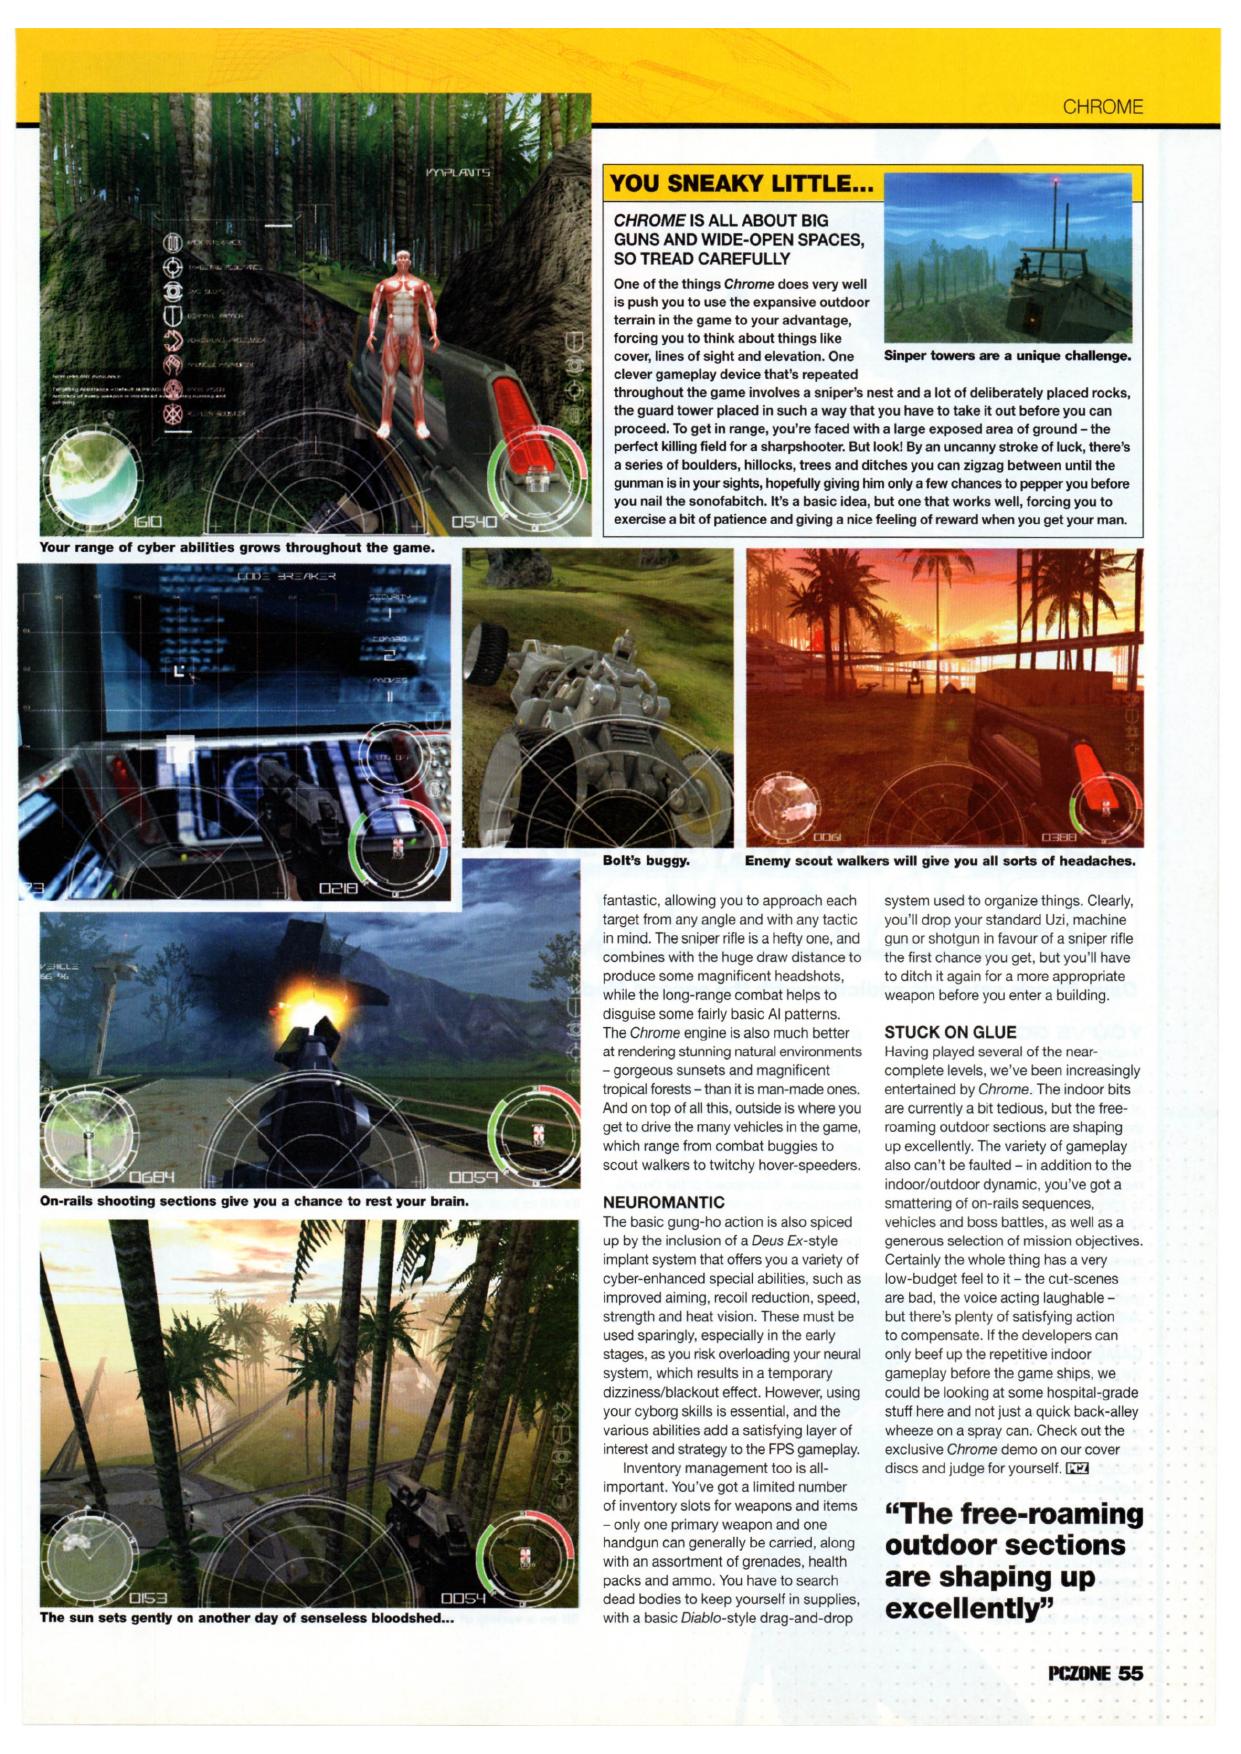 CHROME
YMPLANTS
1610
0540
Your range of cyber abilities grows throughout the game.
YOU SNEAKY LITTLE...
CHROME IS ALL ABOUT BIG
GUNS AND WIDE-OPEN SPACES,
SO TREAD CAREFULLY
One of the things Chrome does very well
is push you to use the expansive outdoor
terrain in the game to your advantage,
forcing you to think about things like
cover, lines of sight and elevation. One
clever gameplay device that's repeated
throughout the game involves a sniper's nest and a lot of deliberately placed rocks,
the guard tower placed in such a way that you have to take it out before you can
proceed. To get in range, you're faced with a large exposed area of ground – the
perfect killing field for a sharpshooter. But look! By an uncanny stroke of luck, there's
a series of boulders, hillocks, trees and ditches you can zigzag between until the
gunman is in your sights, hopefully giving him only a few chances to pepper you before
you nail the sonofabitch. It's a basic idea, but one that works well, forcing you to
exercise a bit of patience and giving a nice feeling of reward when you get your man.
Sinper towers are a unique challenge.
CODE BREAKER
SECURITY
1
COMBO
2
MOVES
11
LOG OFF
73
0218
Bolt's buggy.
0061
0388
Enemy scout walkers will give you all sorts of headaches.
VEHICLE
0684
0059
On-rails shooting sections give you a chance to rest your brain.
0153
0054
The sun sets gently on another day of senseless bloodshed...
fantastic, allowing you to approach each
target from any angle and with any tactic
in mind. The sniper rifle is a hefty one, and
combines with the huge draw distance to
produce some magnificent headshots,
while the long-range combat helps to
disguise some fairly basic AI patterns.
The Chrome engine is also much better
at rendering stunning natural environments
– gorgeous sunsets and magnificent
tropical forests – than it is man-made ones.
And on top of all this, outside is where you
get to drive the many vehicles in the game,
which range from combat buggies to
scout walkers to twitchy hover-speeders.
NEUROMANTIC
The basic gung-ho action is also spiced
up by the inclusion of a Deus Ex-style
implant system that offers you a variety of
cyber-enhanced special abilities, such as
improved aiming, recoil reduction, speed,
strength and heat vision. These must be
used sparingly, especially in the early
stages, as you risk overloading your neural
system, which results in a temporary
dizziness/blackout effect. However, using
your cyborg skills is essential, and the
various abilities add a satisfying layer of
interest and strategy to the FPS gameplay.
Inventory management too is all-
important. You've got a limited number
of inventory slots for weapons and items
– only one primary weapon and one
handgun can generally be carried, along
with an assortment of grenades, health
packs and ammo. You have to search
dead bodies to keep yourself in supplies,
with a basic Diablo-style drag-and-drop
system used to organize things. Clearly,
you'll drop your standard Uzi, machine
gun or shotgun in favour of a sniper rifle
the first chance you get, but you'll have
to ditch it again for a more appropriate
weapon before you enter a building.
STUCK ON GLUE
Having played several of the near-
complete levels, we've been increasingly
entertained by Chrome. The indoor bits
are currently a bit tedious, but the free-
roaming outdoor sections are shaping
up excellently. The variety of gameplay
also can't be faulted – in addition to the
indoor/outdoor dynamic, you've got a
smattering of on-rails sequences,
vehicles and boss battles, as well as a
generous selection of mission objectives.
Certainly the whole thing has a very
low-budget feel to it – the cut-scenes
are bad, the voice acting laughable –
but there's plenty of satisfying action
to compensate. If the developers can
only beef up the repetitive indoor
gameplay before the game ships, we
could be looking at some hospital-grade
stuff here and not just a quick back-alley
wheeze on a spray can. Check out the
exclusive Chrome demo on our cover
discs and judge for yourself. PCZ
“The free-roaming
outdoor sections
are shaping up
excellently”
PCZONE 55